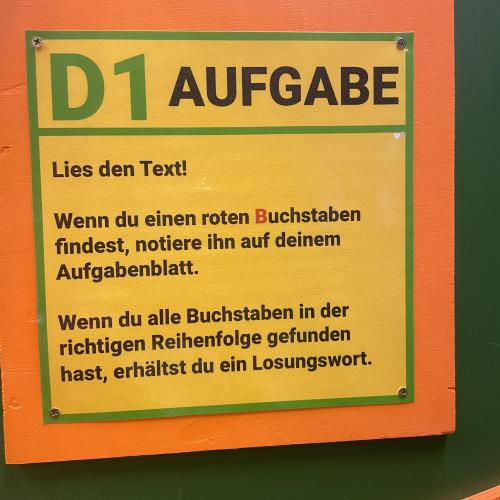 D1 AUFGABE
Lies den Text!
Wenn du einen roten Buchstaben
findest, notiere ihn auf deinem
Aufgabenblatt.
Wenn du alle Buchstaben in der
richtigen Reihenfolge gefunden
hast, erhältst du ein Losungswort.